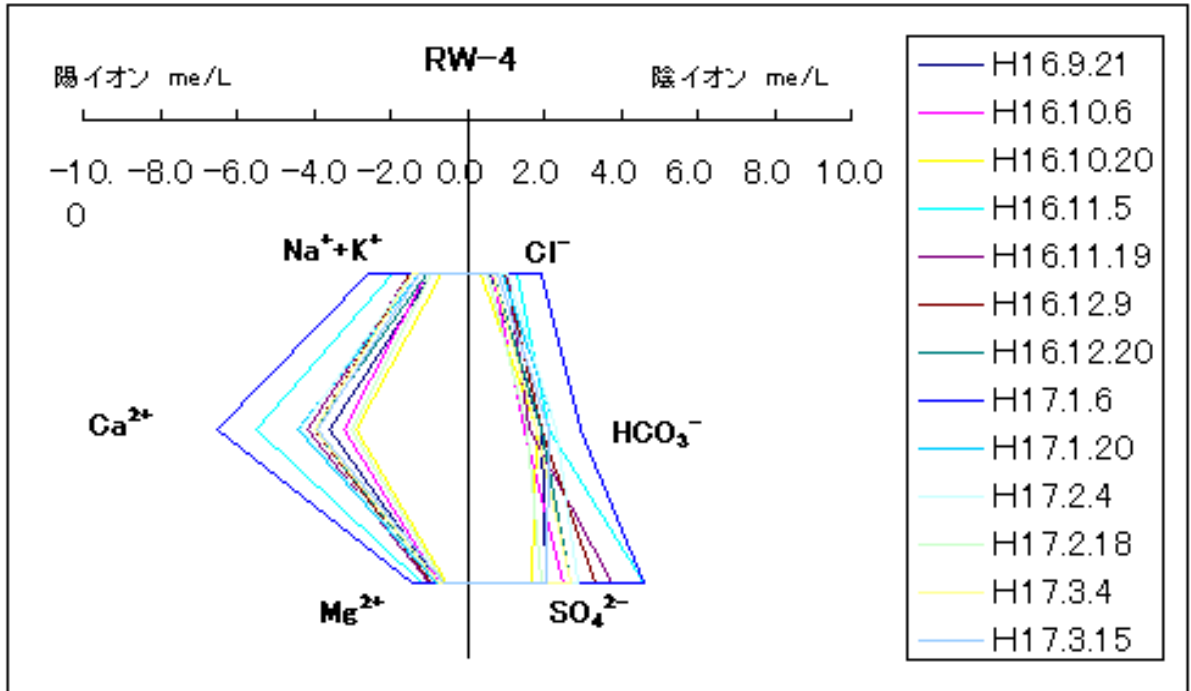 RW-4
陽イオン me/L 陰イオン me/L
-10.0 -8.0 -6.0 -4.0 -2.0 0.0 2.0 4.0 6.0 8.0 10.0
Na⁺+K⁺ Cl⁻
Ca²⁺ HCO₃⁻
Mg²⁺ SO₄²⁻
H16.9.21
H16.10.6
H16.10.20
H16.11.5
H16.11.19
H16.12.9
H16.12.20
H17.1.6
H17.1.20
H17.2.4
H17.2.18
H17.3.4
H17.3.15